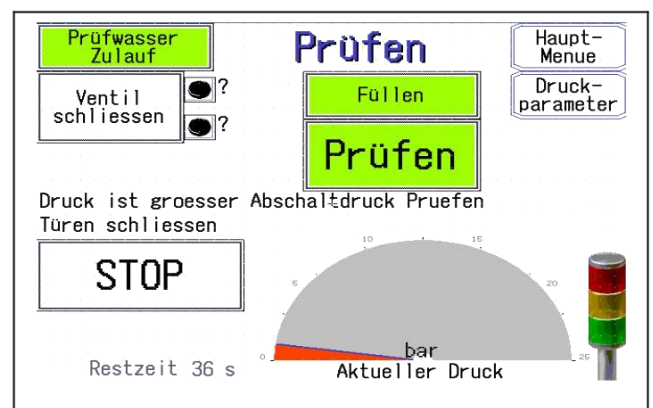 Prüfwasser
Zulauf
Prüfen
Haupt-
Menue
Ventil
schliessen
?
?
Füllen
Druck-
parameter
Prüfen
Druck ist groesser Abschaltdruck Pruefen
Türen schliessen
STOP
0
5
10
15
20
25
bar
Aktueller Druck
Restzeit 36 s